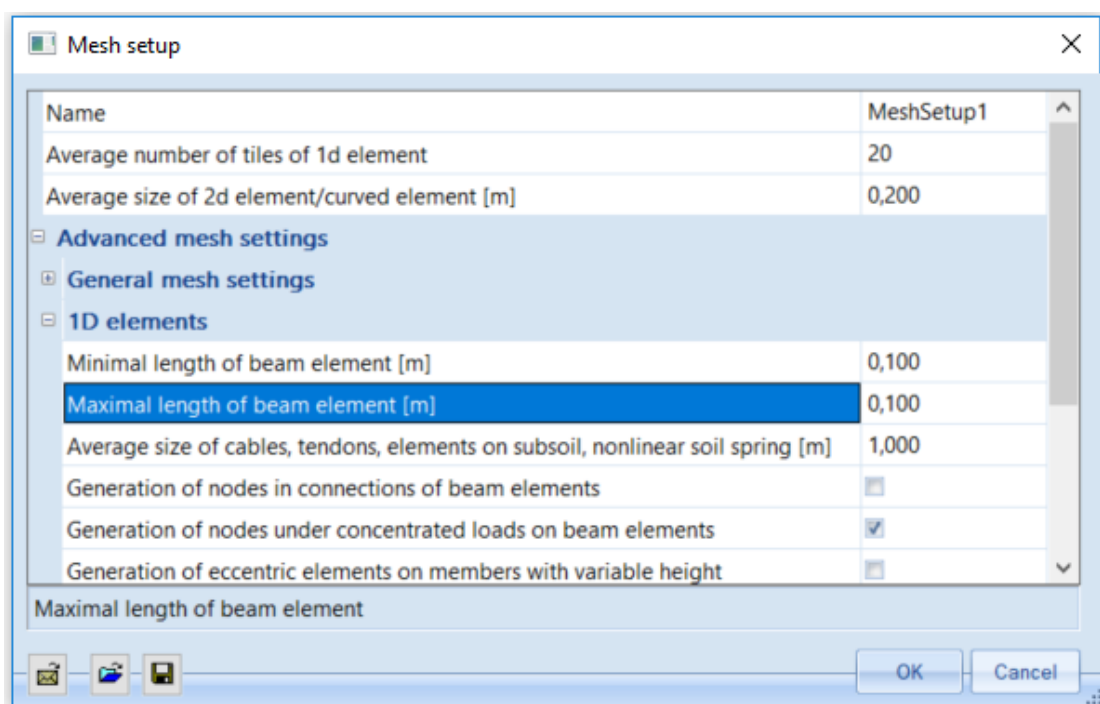 Mesh setup
Name MeshSetup1
Average number of tiles of 1d element 20
Average size of 2d element/curved element [m] 0,200
Advanced mesh settings
General mesh settings
1D elements
Minimal length of beam element [m] 0,100
Maximal length of beam element [m] 0,100
Average size of cables, tendons, elements on subsoil, nonlinear soil spring [m] 1,000
Generation of nodes in connections of beam elements
Generation of nodes under concentrated loads on beam elements
Generation of eccentric elements on members with variable height
Maximal length of beam element
OK Cancel